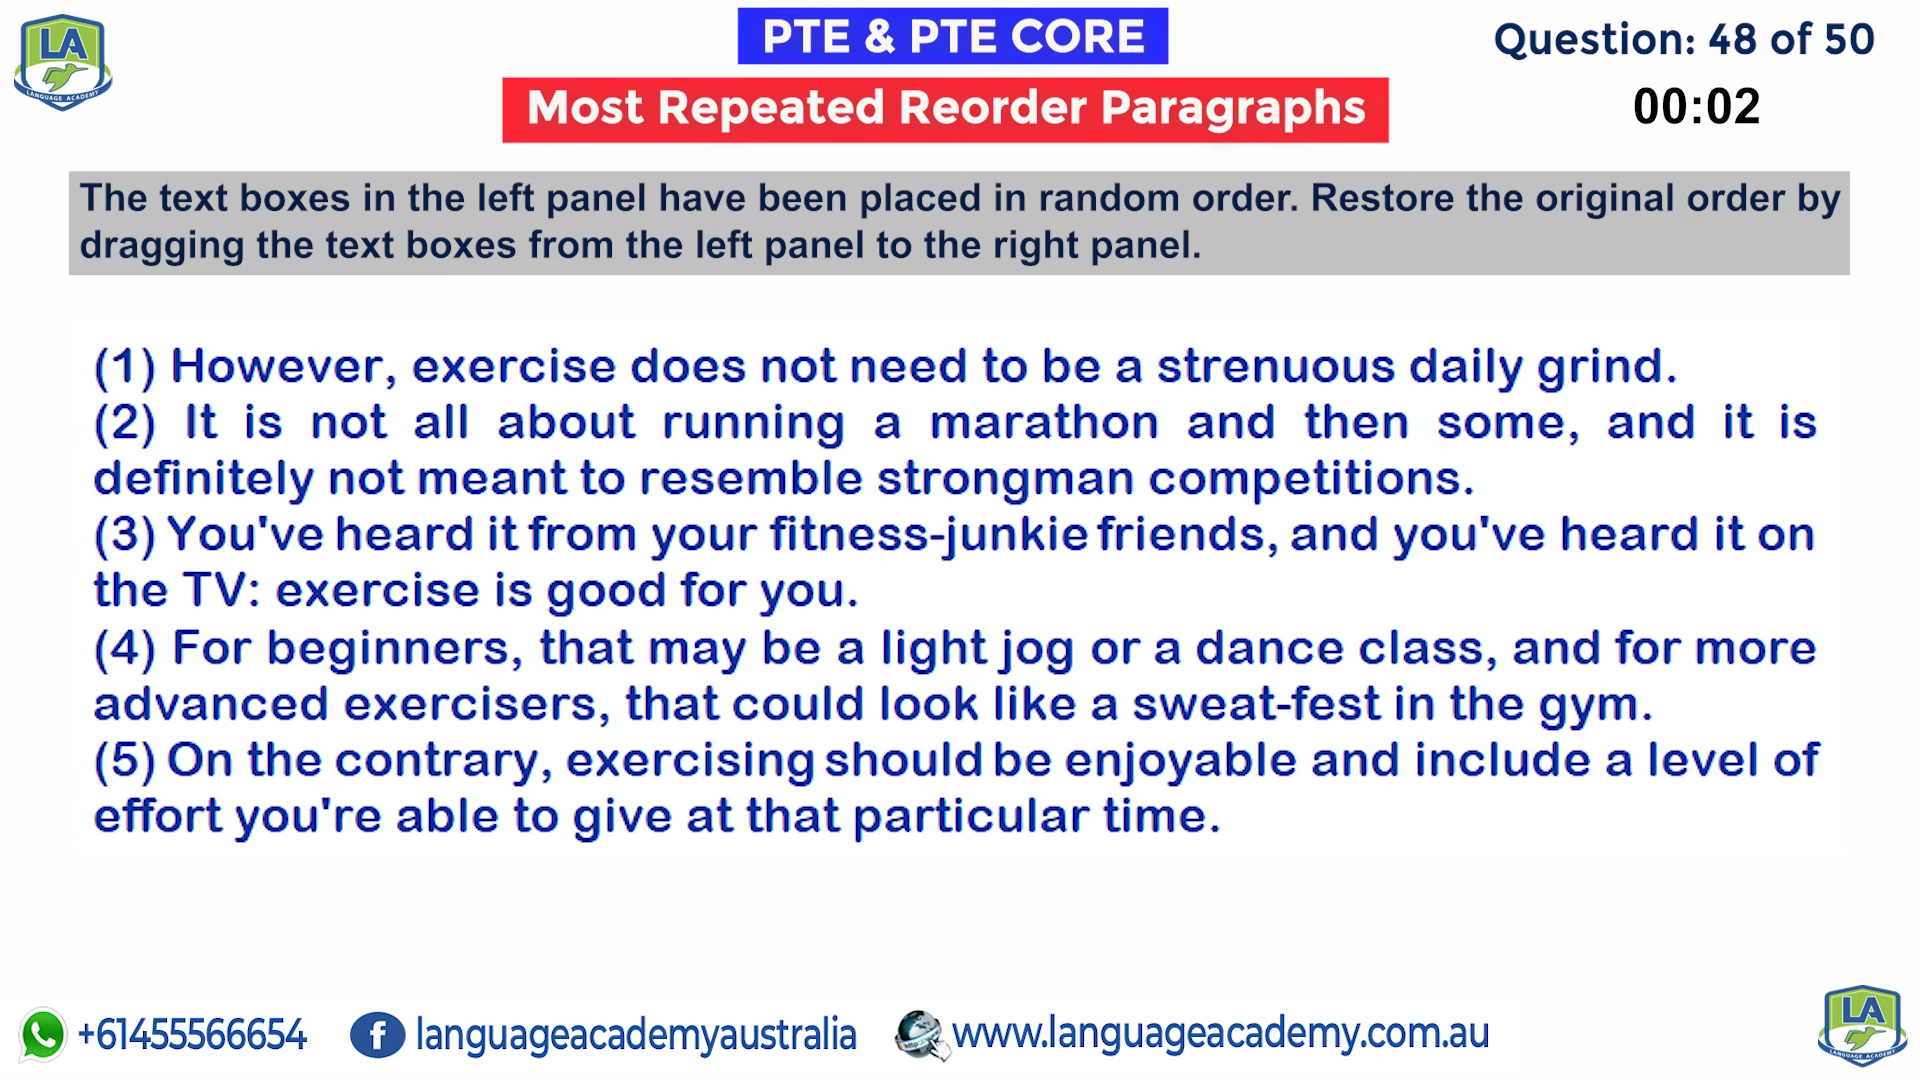 LA
LANGUAGE ACADEMY
PTE & PTE CORE
Question: 48 of 50
Most Repeated Reorder Paragraphs
00:02
The text boxes in the left panel have been placed in random order. Restore the original order by
dragging the text boxes from the left panel to the right panel.
(1) However, exercise does not need to be a strenuous daily grind.
(2) It is not all about running a marathon and then some, and it is
definitely not meant to resemble strongman competitions.
(3) You've heard it from your fitness-junkie friends, and you've heard it on
the TV: exercise is good for you.
(4) For beginners, that may be a light jog or a dance class, and for more
advanced exercisers, that could look like a sweat-fest in the gym.
(5) On the contrary, exercising should be enjoyable and include a level of
effort you're able to give at that particular time.
+61455566654
f
languageacademyaustralia
http:
www.languageacademy.com.au
LA
LANGUAGE ACADEMY